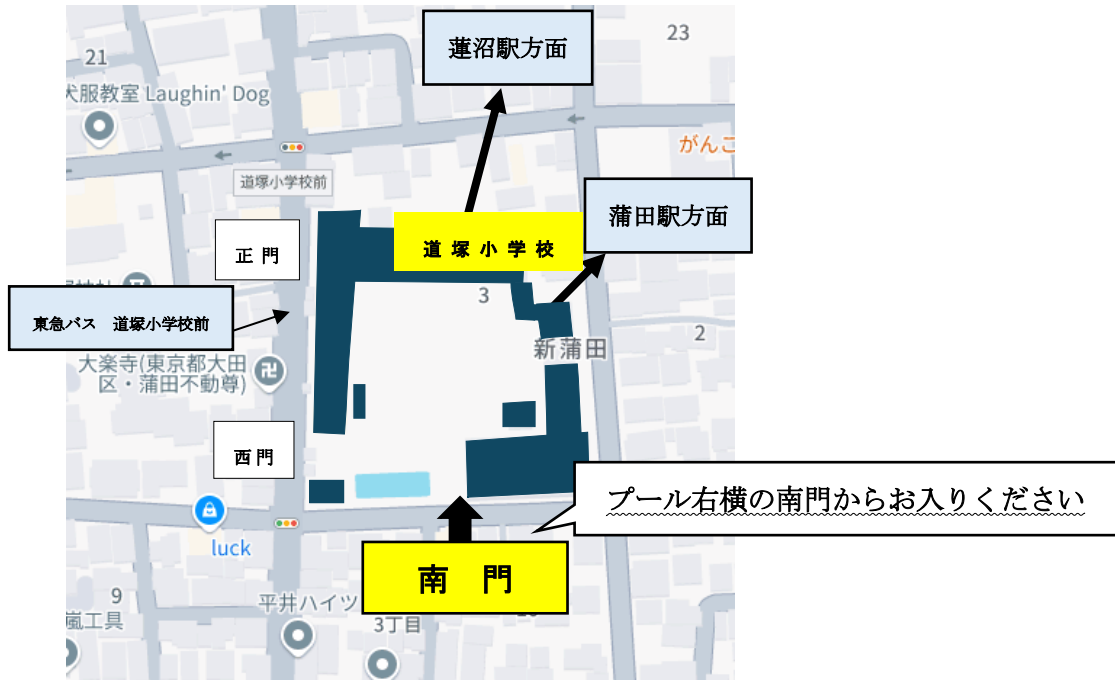 蓮沼駅方面
23
21
犬服教室 Laughin' Dog
がんこ
道塚小学校前
蒲田駅方面
正 門
道 塚 小 学 校
3
東急バス 道塚小学校前
2
新蒲田
大楽寺(東京都大田
区・蒲田不動尊)
西 門
プール右横の南門からお入りください
luck
南 門
9
平井ハイツ
嵐工具
3丁目